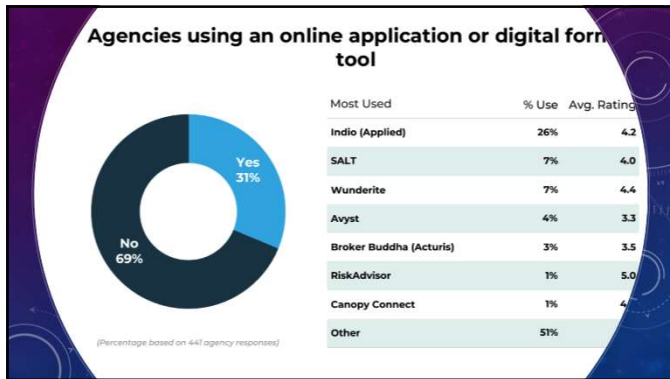 Agencies using an online application or digital form
tool
Most Used % Use Avg. Rating
Indio (Applied) 26% 4.2
SALT 7% 4.0
Wunderite 7% 4.4
Avyst 4% 3.3
Broker Buddha (Acturis) 3% 3.5
RiskAdvisor 1% 5.0
Canopy Connect 1%
Other 51%
Yes
31%
No
69%
(Percentage based on 441 agency responses)